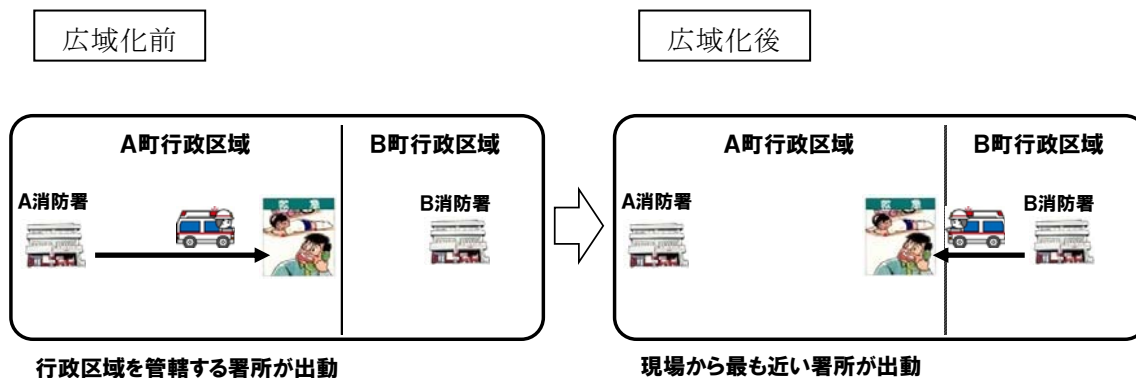 広域化前
広域化後
A町行政区域
B町行政区域
A消防署
B消防署
行政区域を管轄する署所が出動
A町行政区域
B町行政区域
A消防署
B消防署
現場から最も近い署所が出動